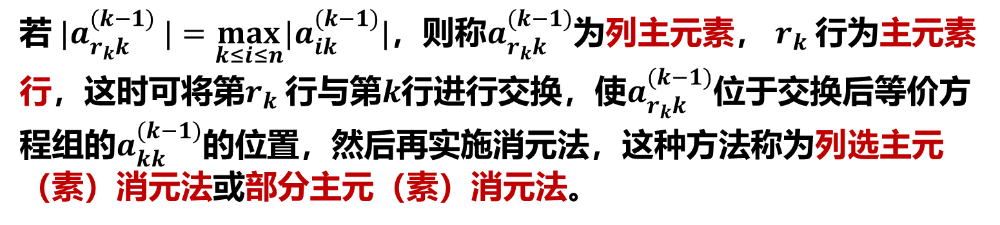 若 $|a_{r_k k}^{(k-1)}| = \max\limits_{k \leq i \leq n} |a_{ik}^{(k-1)}|$，则称$a_{r_k k}^{(k-1)}$为列主元素， $r_k$ 行为主元素
行，这时可将第$r_k$ 行与第$k$行进行交换，使$a_{r_k k}^{(k-1)}$位于交换后等价方
程组的$a_{kk}^{(k-1)}$的位置，然后再实施消元法，这种方法称为列选主元
（素）消元法或部分主元（素）消元法。